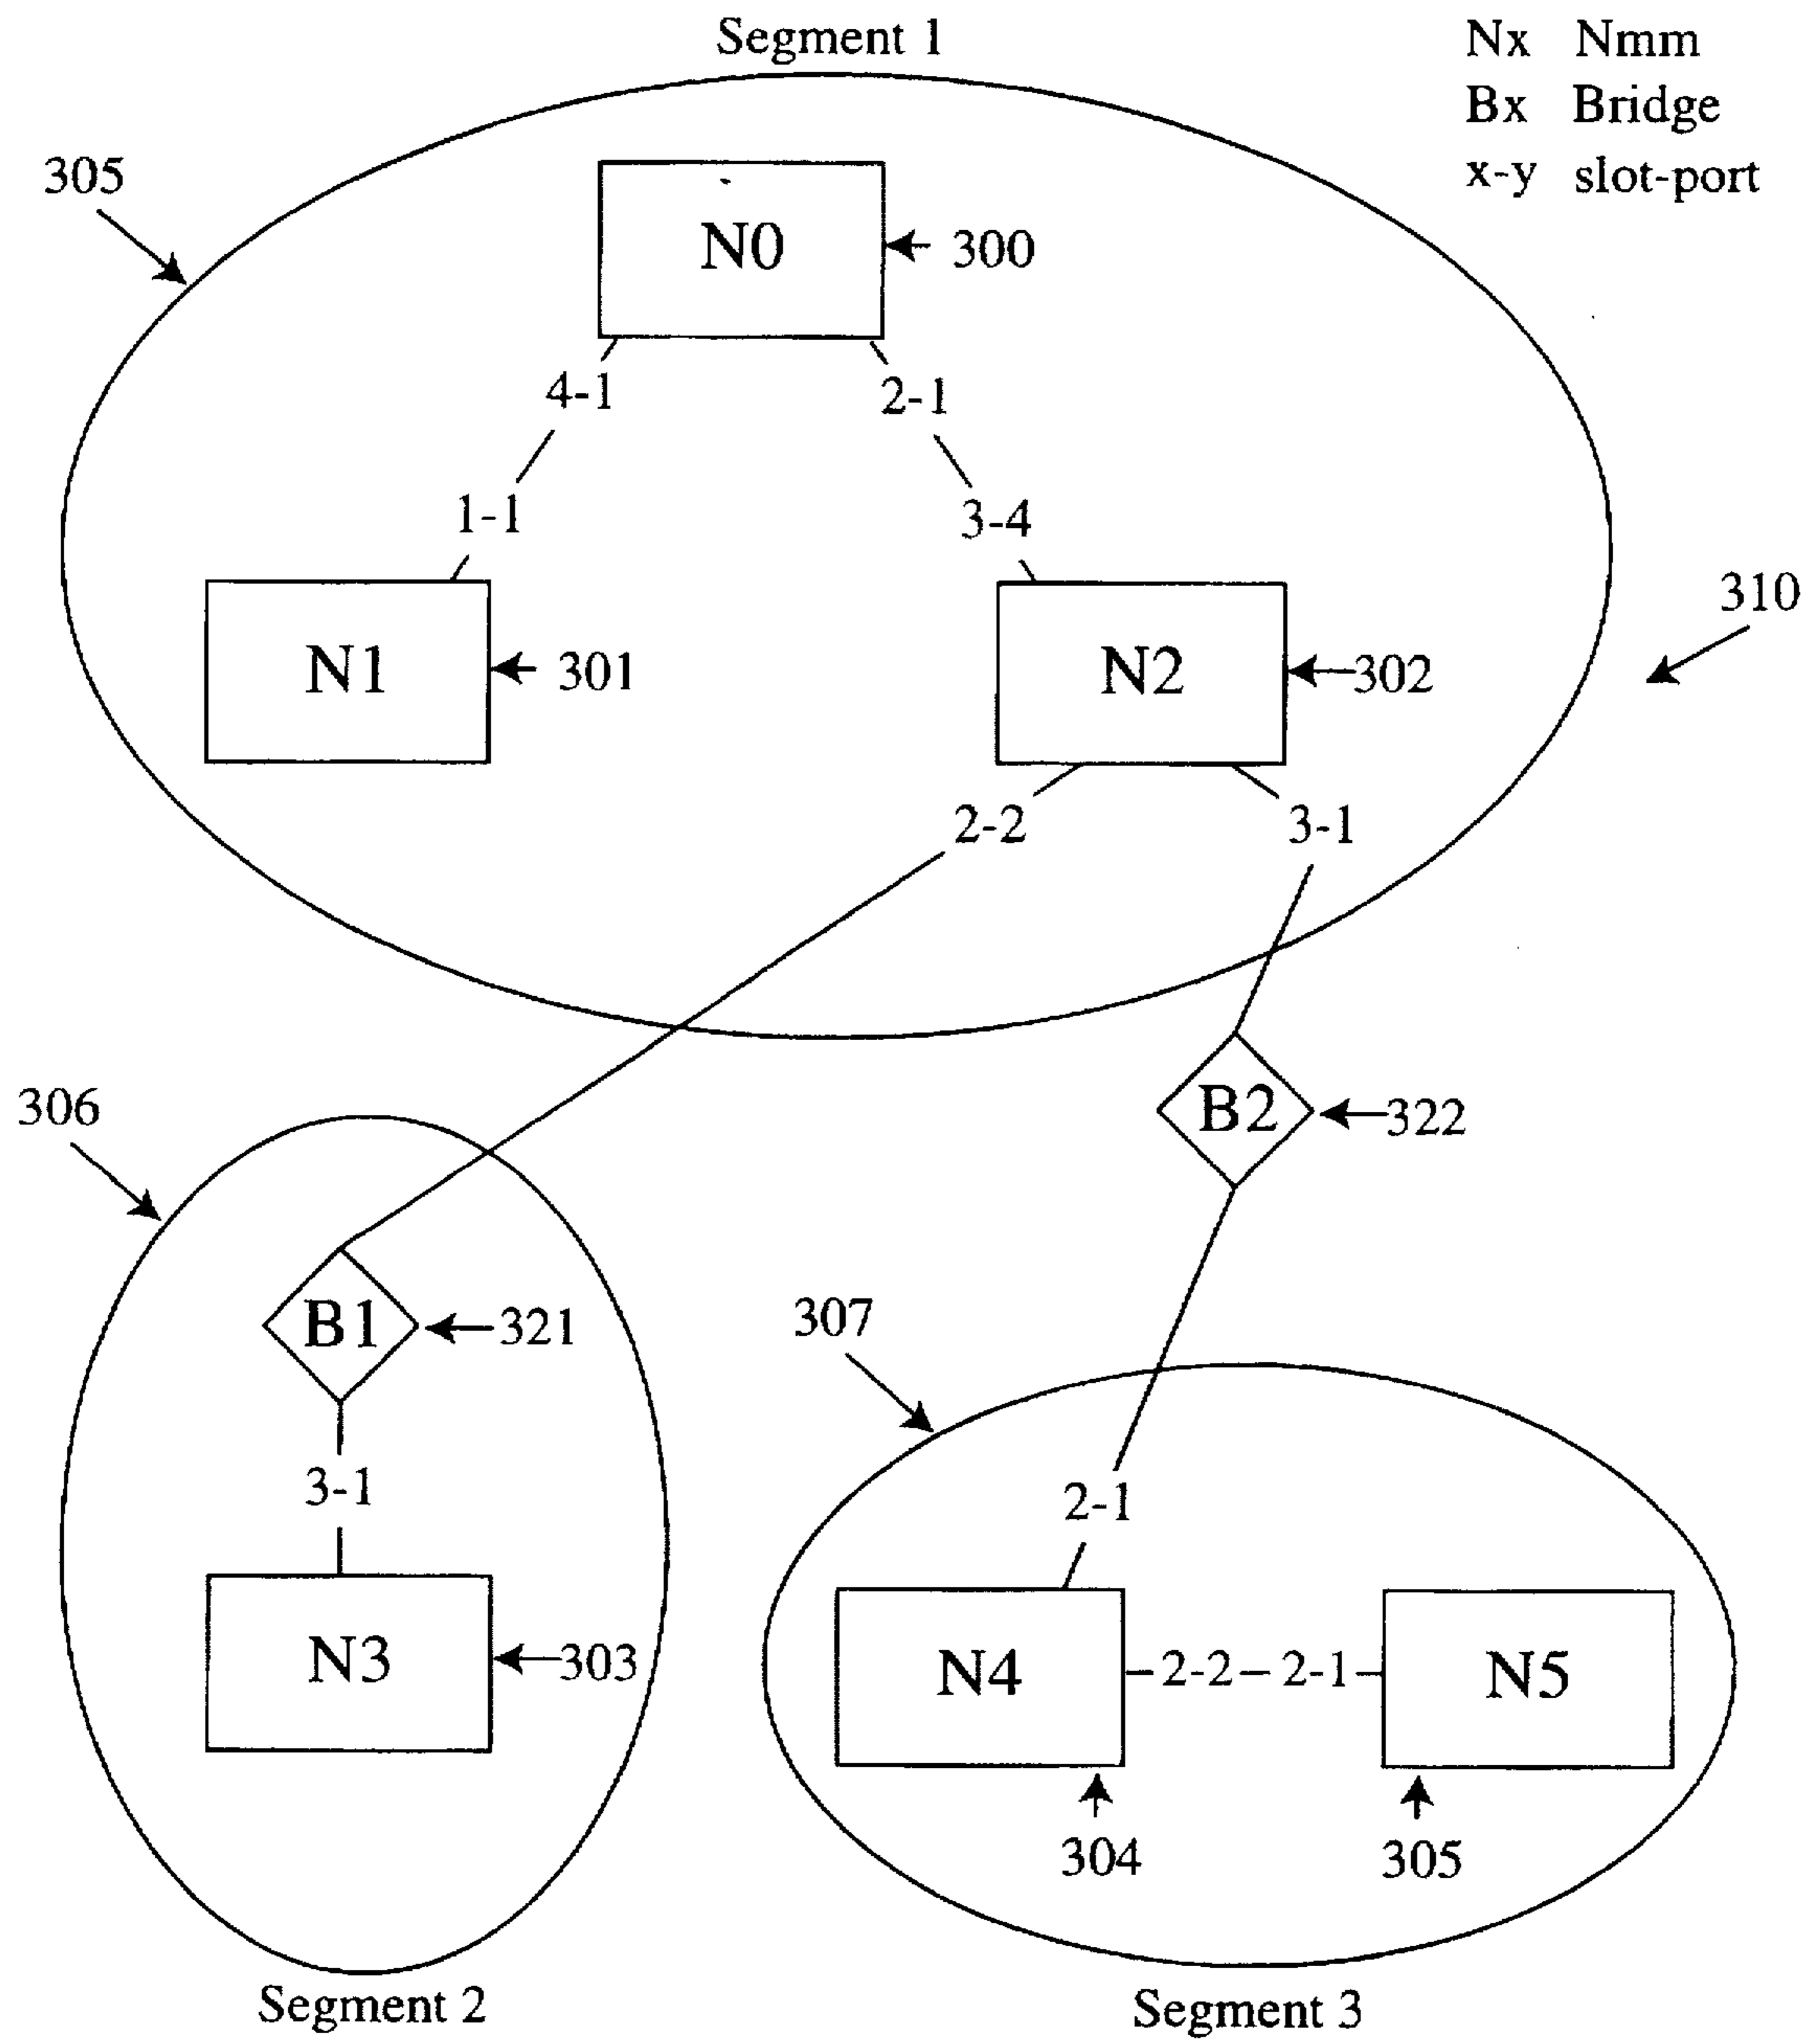 Segment 1
Nx Nmm
Bx Bridge
x-y slot-port
305
N0
300
4-1
2-1
1-1
3-4
310
N1
301
N2
302
2-2
3-1
306
B2
322
B1
321
307
3-1
2-1
N3
303
N4
2-2
2-1
N5
304
305
Segment 2
Segment 3